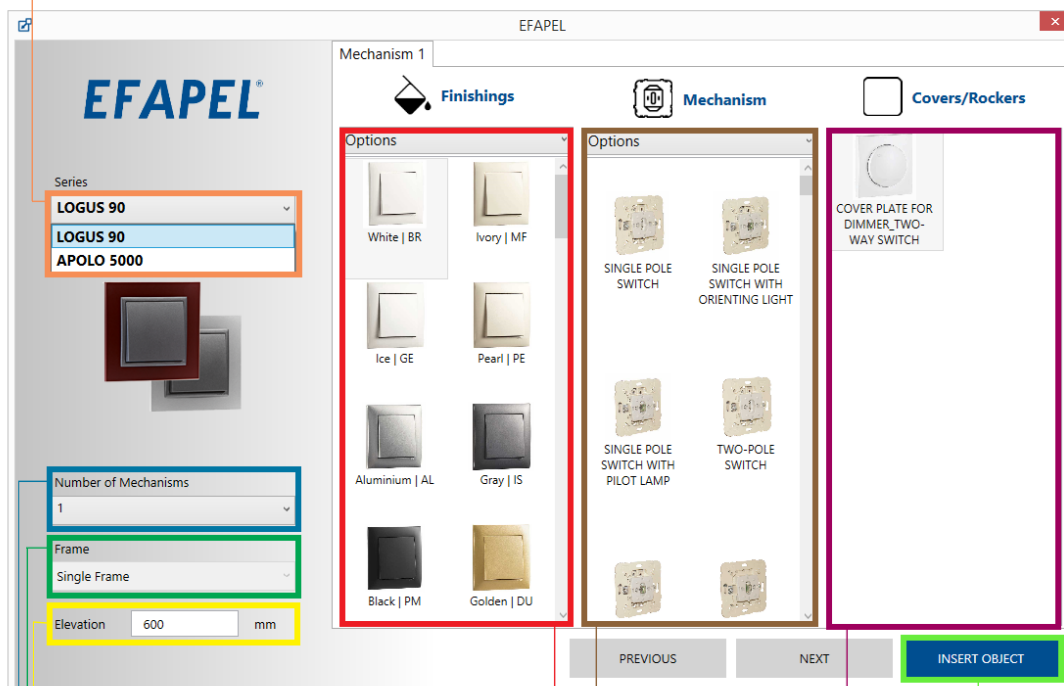 EFAPEL
Mechanism 1
EFAPEL®
Finishings
Mechanism
Covers/Rockers
Series
LOGUS 90
LOGUS 90
APOLO 5000
Number of Mechanisms
1
Frame
Single Frame
Elevation 600 mm
Options
White | BR
Ivory | MF
Ice | GE
Pearl | PE
Aluminium | AL
Gray | IS
Black | PM
Golden | DU
Options
SINGLE POLE
SWITCH
SINGLE POLE
SWITCH WITH
ORIENTING LIGHT
SINGLE POLE
SWITCH WITH
PILOT LAMP
TWO-POLE
SWITCH
COVER PLATE FOR
DIMMER_TWO-
WAY SWITCH
PREVIOUS
NEXT
INSERT OBJECT